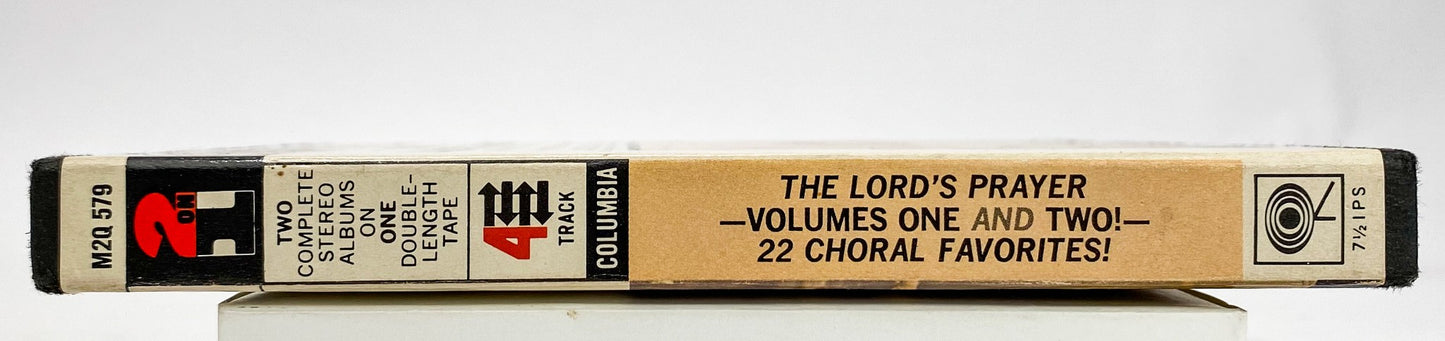 M2Q 579
2 ON 1
TWO
COMPLETE
STEREO
ALBUMS
ON
ONE
DOUBLE-
LENGTH
TAPE
4
TRACK
COLUMBIA
THE LORD'S PRAYER
—VOLUMES ONE AND TWO!—
22 CHORAL FAVORITES!
7½ IPS